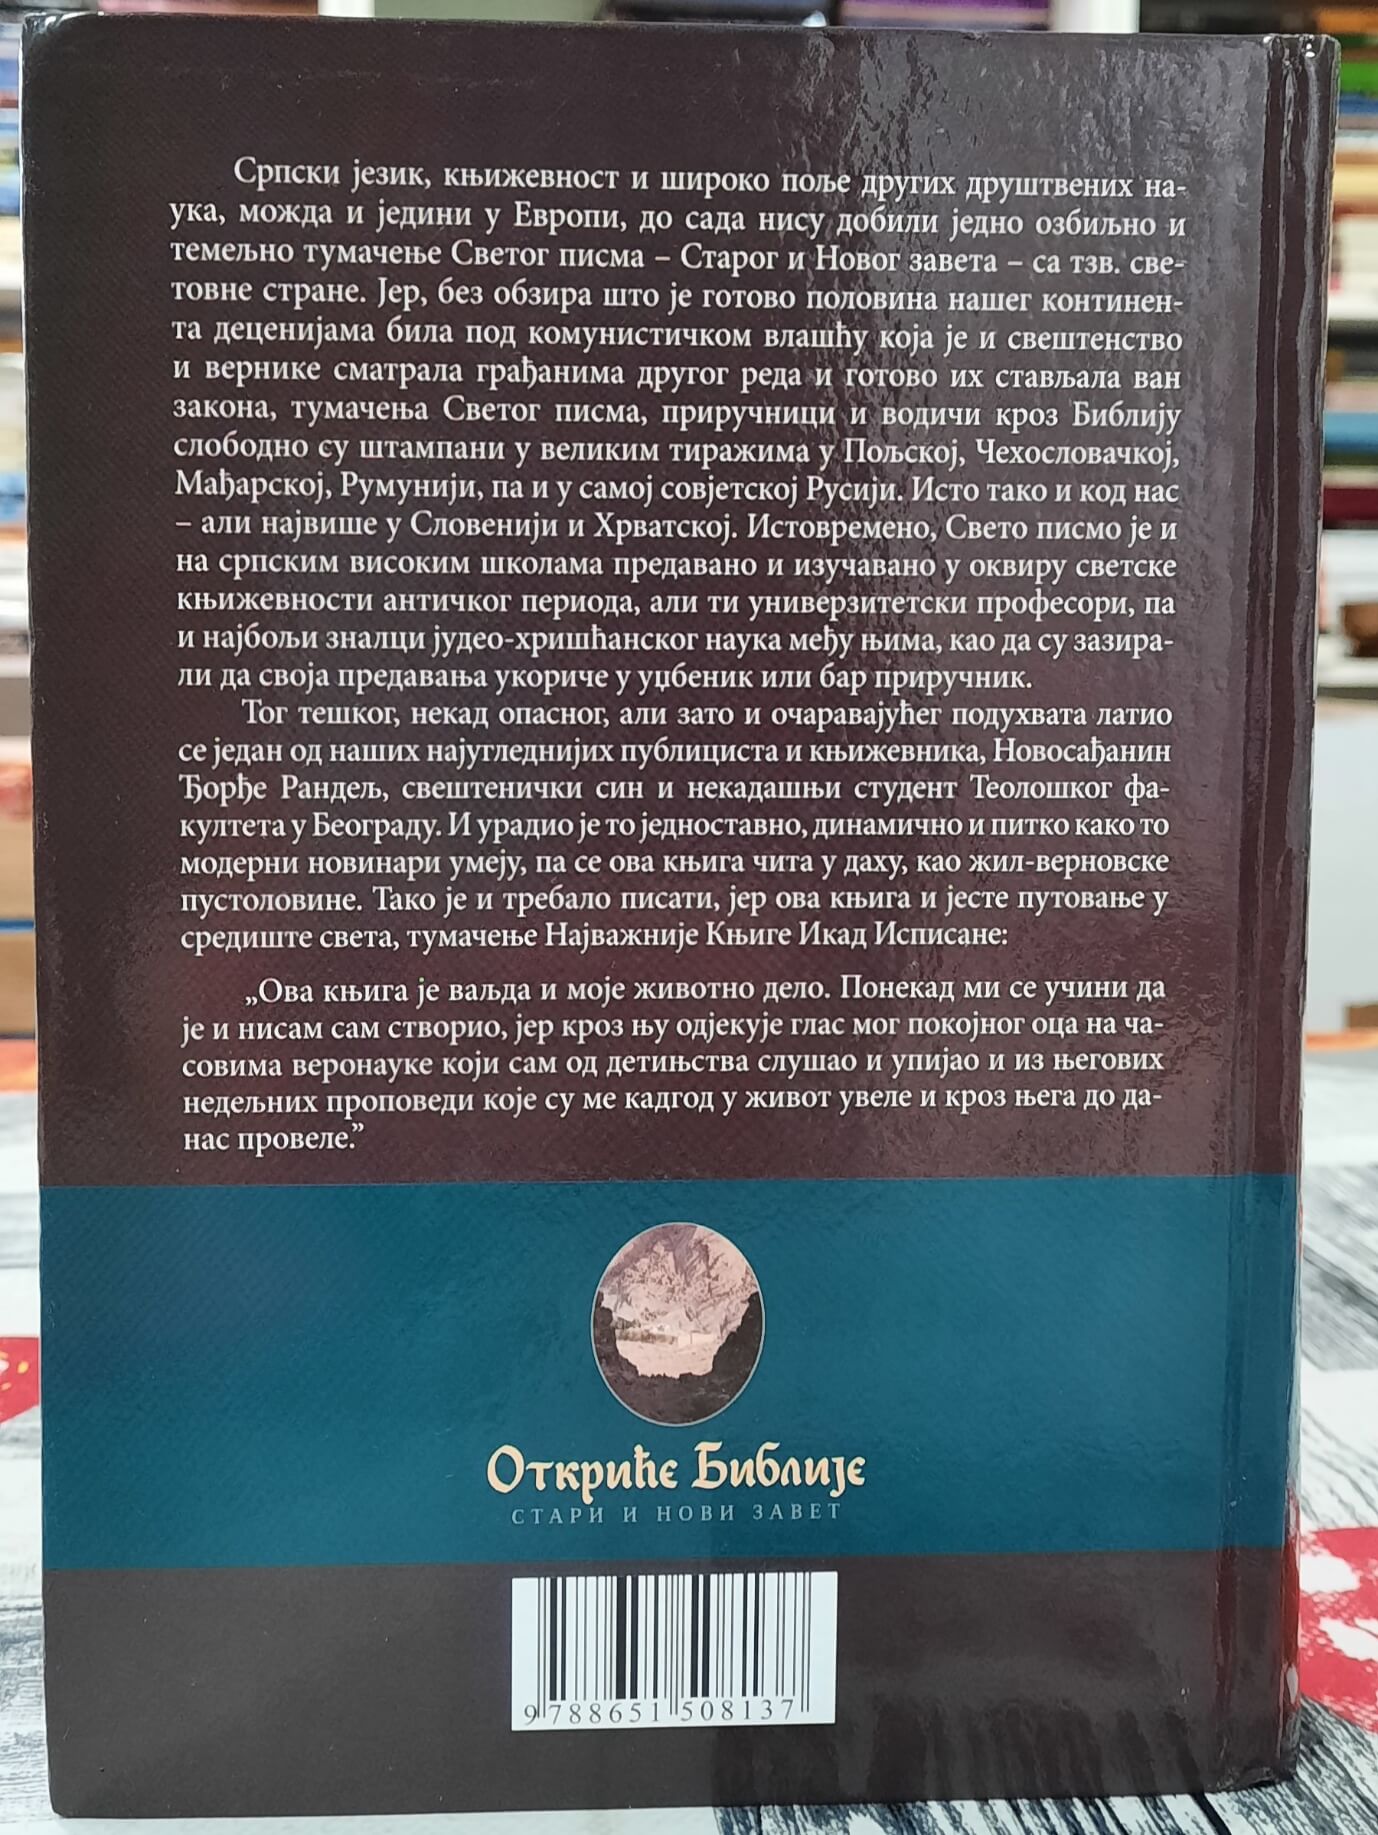 Српски језик, књижевност и широко поље других друштвених на-
ука, можда и једини у Европи, до сада нису добили једно озбиљно и
темељно тумачење Светог писма – Старог и Новог завета – са тзв. све-
товне стране. Јер, без обзира што је готово половина нашег континен-
та деценијама била под комунистичком влашћу која је и свештенство
и вернике сматрала грађанима другог реда и готово их стављала ван
закона, тумачења Светог писма, приручници и водичи кроз Библију
слободно су штампани у великим тиражима у Пољској, Чехословачкој,
Мађарској, Румунији, па и у самој совјетској Русији. Исто тако и код нас
– али највише у Словенији и Хрватској. Истовремено, Свето писмо је и
на српским високим школама предавано и изучавано у оквиру светске
књижевности античког периода, али ти универзитетски професори, па
и најбољи зналци јудео-хришћанског наука међу њима, као да су зазира-
ли да своја предавања укориче у уџбеник или бар приручник.
Тог тешког, некад опасног, али зато и очаравајућег подухвата латио
се један од наших најугледнијих публициста и књижевника, Новосађанин
Ђорђе Рандељ, свештенички син и некадашњи студент Теолошког фа-
култета у Београду. И урадио је то једноставно, динамично и питко како то
модерни новинари умеју, па се ова књига чита у даху, као жил-верновске
пустоловине. Тако је и требало писати, јер ова књига и јесте путовање у
средиште света, тумачење Најважније Књиге Икад Исписане:
„Ова књига је ваљда и моје животно дело. Понекад ми се учини да
је и нисам сам створио, јер кроз њу одјекује глас мог покојног оца на ча-
совима веронауке који сам од детињства слушао и упијао и из његових
недељних проповеди које су ме кадгод у живот увеле и кроз њега до да-
нас провеле.”
Откриће Библије
СТАРИ И НОВИ ЗАВЕТ
9 788651 508137